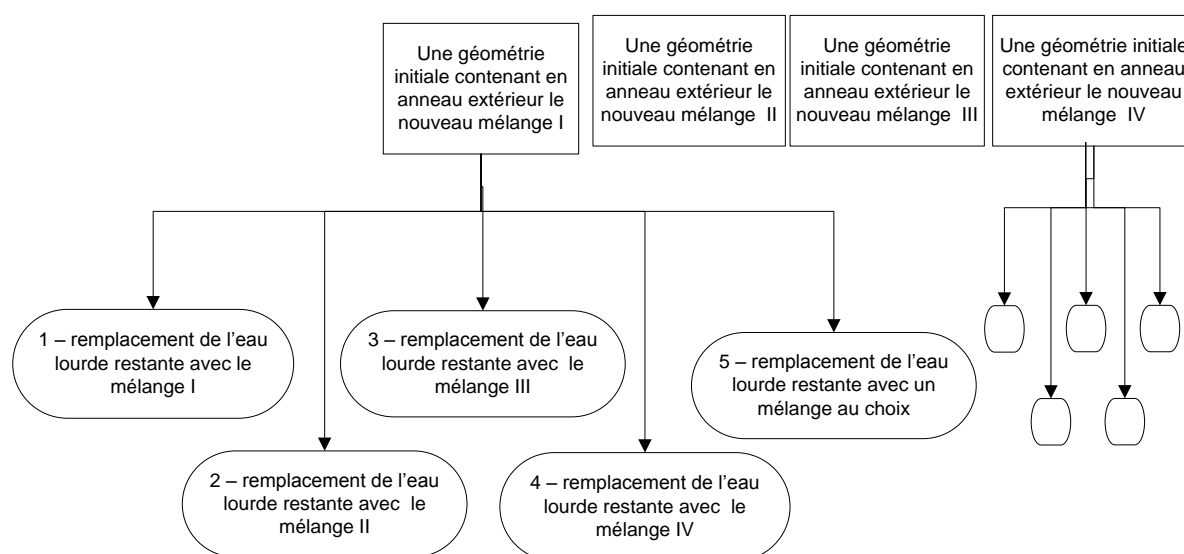 Une géométrie
initiale contenant en
anneau extérieur le
nouveau mélange I
Une géométrie
initiale contenant en
anneau extérieur le
nouveau mélange II
Une géométrie
initiale contenant en
anneau extérieur le
nouveau mélange III
Une géométrie initiale
contenant en anneau
extérieur le nouveau
mélange IV
1 – remplacement de l'eau
lourde restante avec le
mélange I
3 – remplacement de l'eau
lourde restante avec le
mélange III
5 – remplacement de l'eau
lourde restante avec un
mélange au choix
2 – remplacement de l'eau
lourde restante avec le
mélange II
4 – remplacement de l'eau
lourde restante avec le
mélange IV